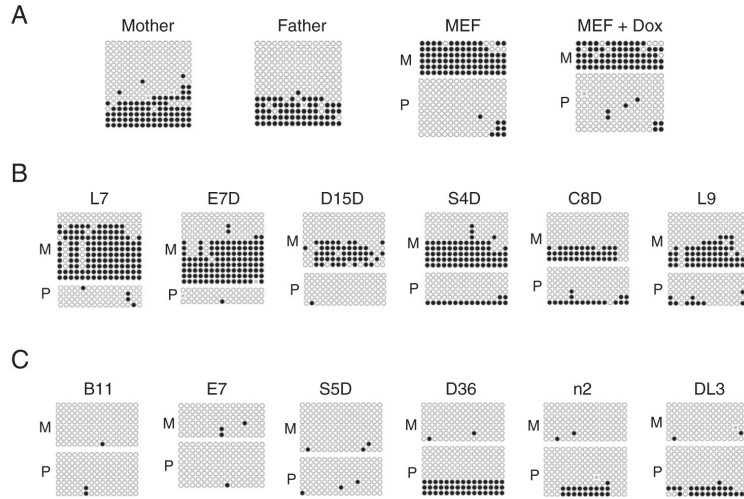 A
Mother Father MEF MEF + Dox
M M
P P
B
L7 E7D D15D S4D C8D L9
M M M M M M
P P P P P P
C
B11 E7 S5D D36 n2 DL3
M M M M M M
P P P P P P